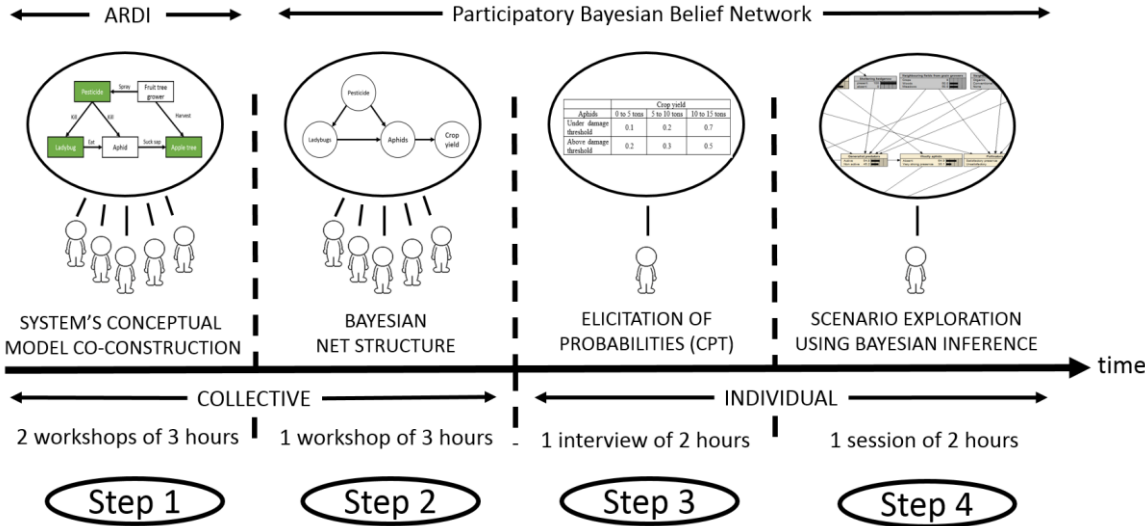 ARDI
Participatory Bayesian Belief Network
Pesticide
Spray
Fruit tree
grower
Kill
Kill
Harvest
Ladybug
Eat
Aphid
Suck sap
Apple tree
Pesticide
Ladybugs
Aphids
Crop
yield
Crop yield
Aphids
0 to 5 tons
5 to 10 tons
10 to 15 tons
Under damage
threshold
0.1
0.2
0.7
Above damage
threshold
0.2
0.3
0.5
SYSTEM'S CONCEPTUAL
MODEL CO-CONSTRUCTION
BAYESIAN
NET STRUCTURE
ELICITATION OF
PROBABILITIES (CPT)
SCENARIO EXPLORATION
USING BAYESIAN INFERENCE
time
COLLECTIVE
INDIVIDUAL
2 workshops of 3 hours
1 workshop of 3 hours
1 interview of 2 hours
1 session of 2 hours
Step 1
Step 2
Step 3
Step 4